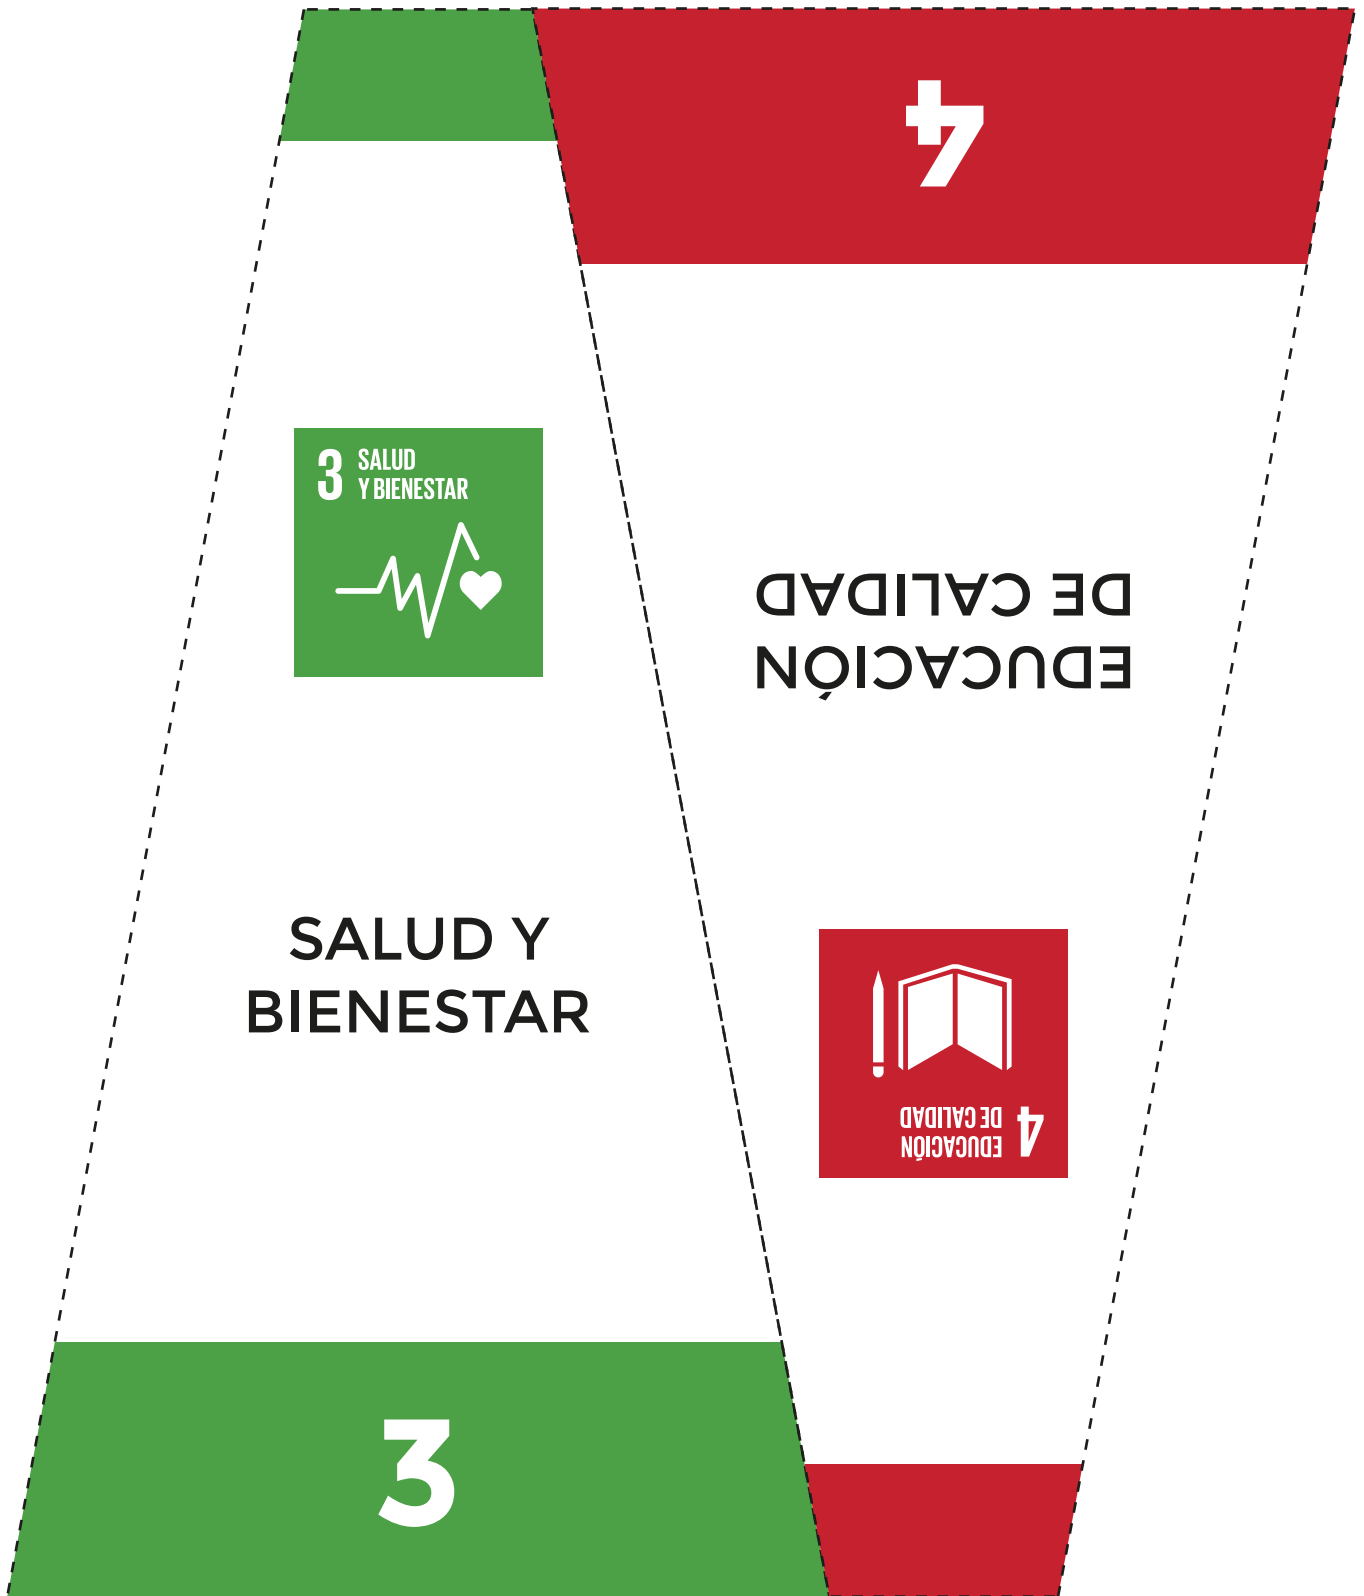 3 SALUD
Y BIENESTAR
SALUD Y
BIENESTAR
3
4
EDUCACIÓN
DE CALIDAD
4 EDUCACIÓN
DE CALIDAD